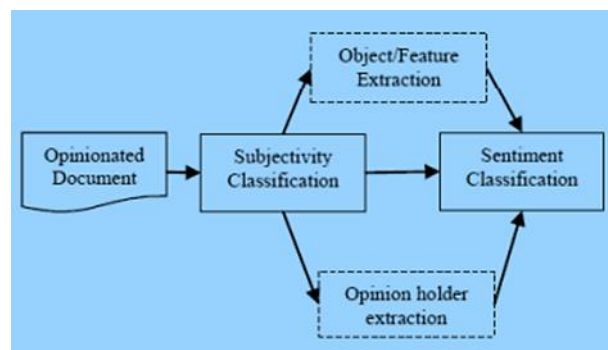 Object/Feature
Extraction
Opinionated
Document
Subjectivity
Classification
Sentiment
Classification
Opinion holder
extraction